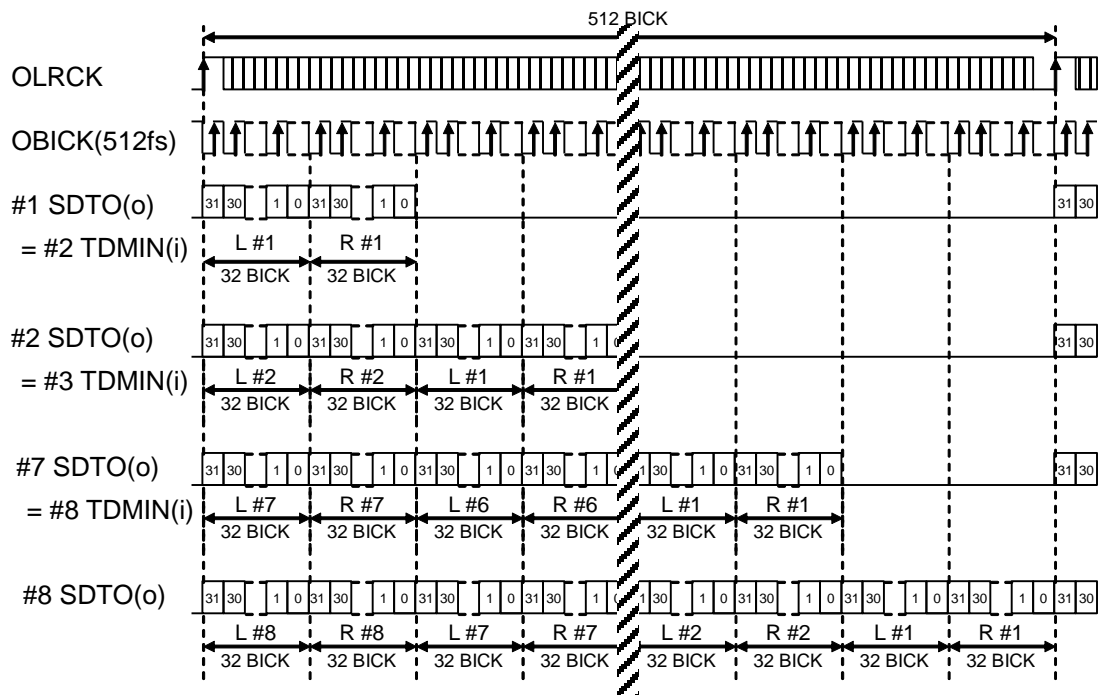 512 BICK
OLRCK
OBICK(512fs)
#1 SDTO(o) 31 30 1 0 31 30 1 0 31 30
= #2 TDMIN(i) L #1 R #1
32 BICK 32 BICK
#2 SDTO(o) 31 30 1 0 31 30 1 0 31 30 1 0 31 30 1 31 30
= #3 TDMIN(i) L #2 R #2 L #1 R #1
32 BICK 32 BICK 32 BICK 32 BICK
#7 SDTO(o) 31 30 1 0 31 30 1 0 31 30 1 0 31 30 1 30 1 0 31 30 1 0 31 30
= #8 TDMIN(i) L #7 R #7 L #6 R #6 L #1 R #1
32 BICK 32 BICK 32 BICK 32 BICK 32 BICK 32 BICK
#8 SDTO(o) 31 30 1 0 31 30 1 0 31 30 1 0 31 30 1 30 1 0 31 30 1 0 31 30 1 0 31 30 1 0 31 30
L #8 R #8 L #7 R #7 L #2 R #2 L #1 R #1
32 BICK 32 BICK 32 BICK 32 BICK 32 BICK 32 BICK 32 BICK 32 BICK